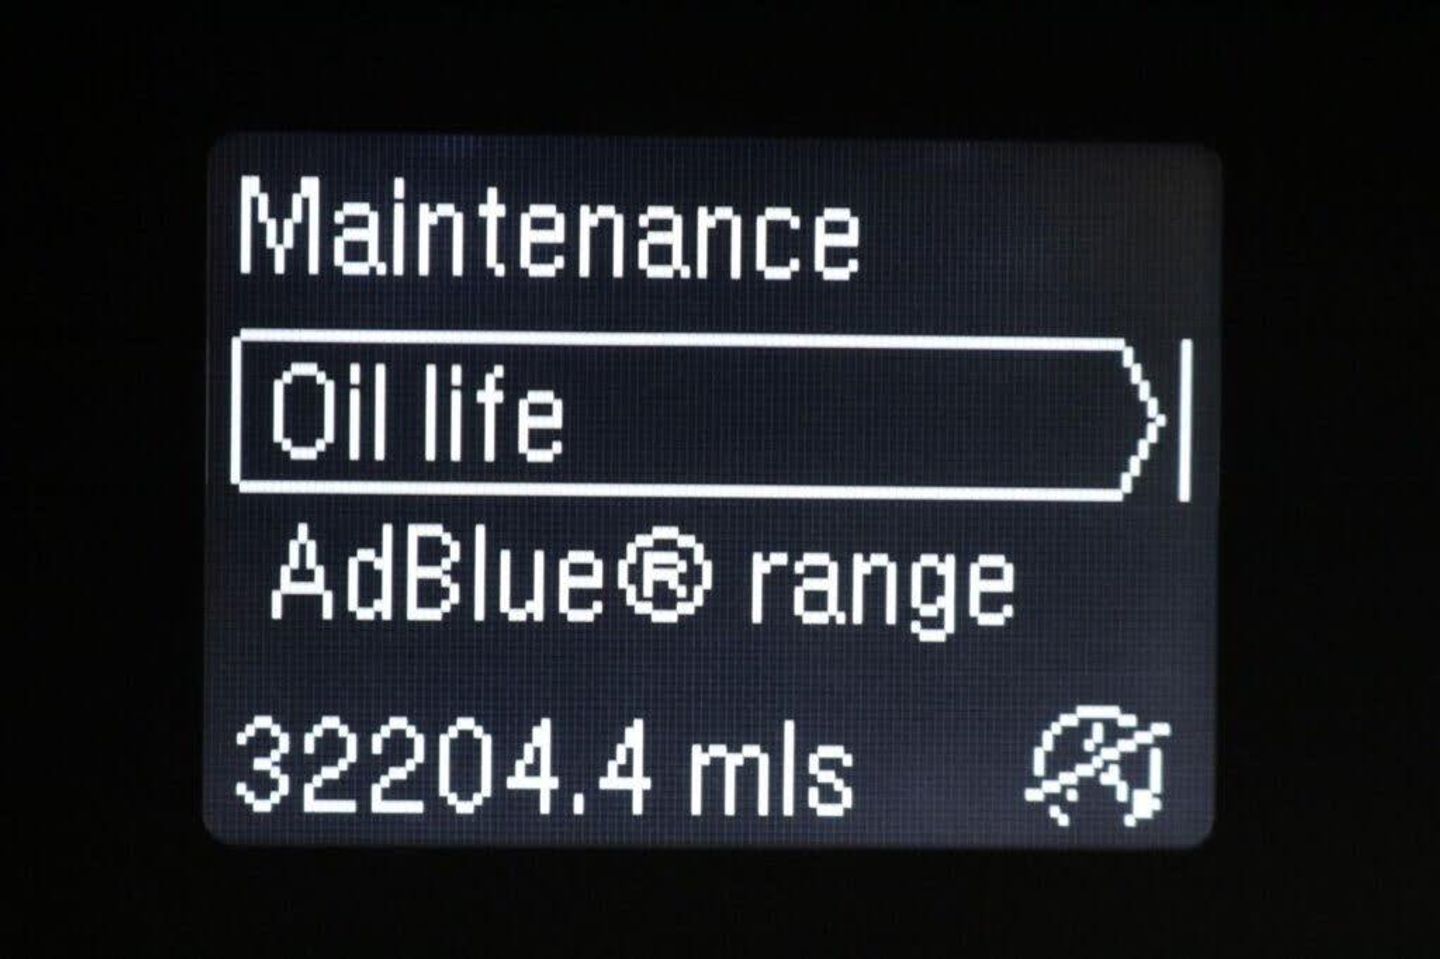 Maintenance
Oil life
AdBlue® range
32204.4 mls